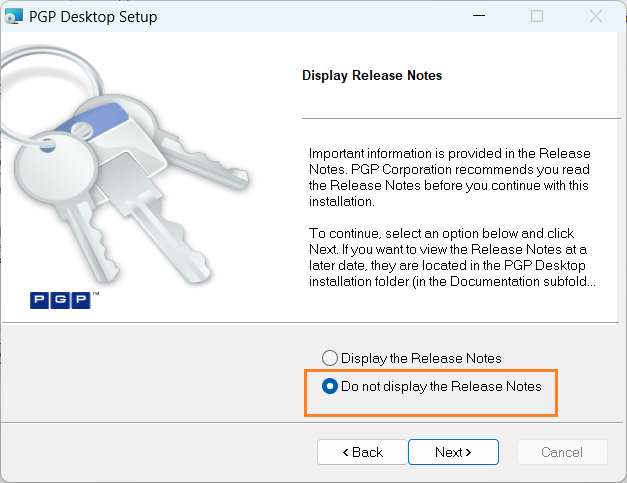 PGP Desktop Setup
Display Release Notes
Important information is provided in the Release
Notes. PGP Corporation recommends you read
the Release Notes before you continue with this
installation.
To continue, select an option below and click
Next. If you want to view the Release Notes at a
later date, they are located in the PGP Desktop
installation folder (in the Documentation subfold...
PGP™
Display the Release Notes
Do not display the Release Notes
< Back
Next >
Cancel